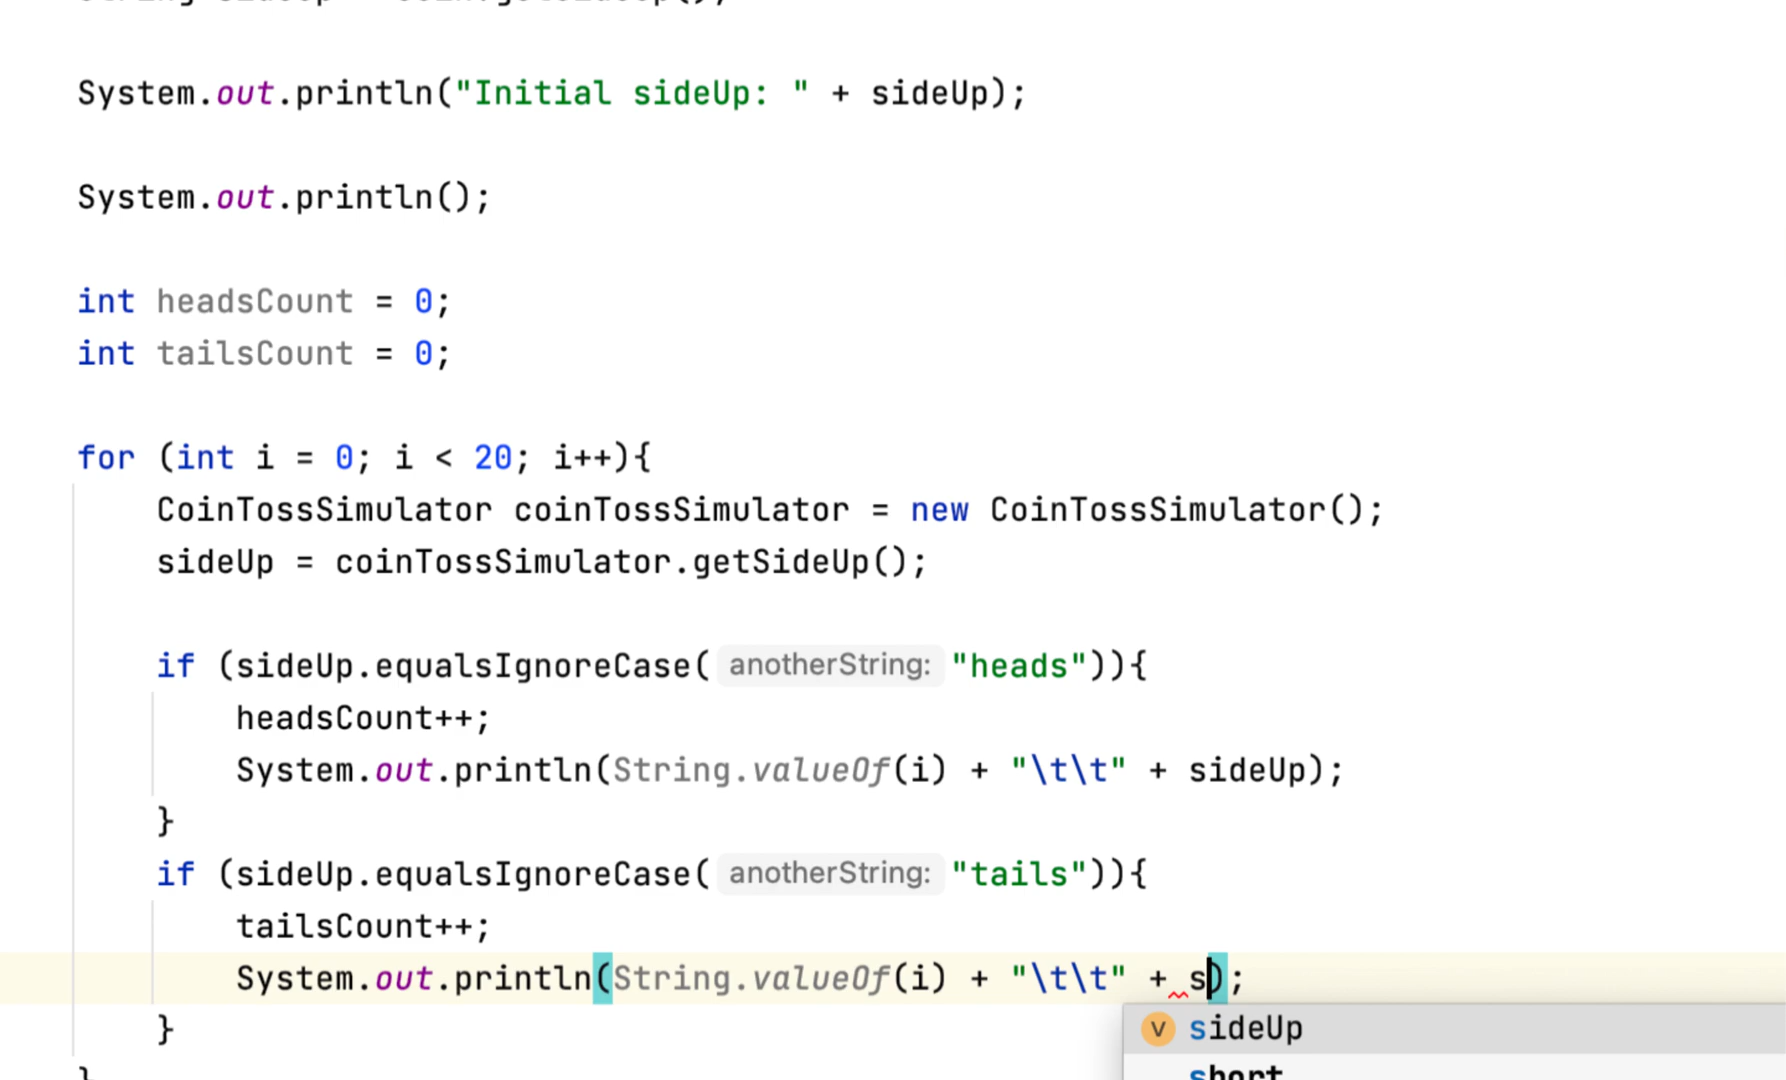 System.out.println("Initial sideUp: " + sideUp);
System.out.println();
int headsCount = 0;
int tailsCount = 0;
for (int i = 0; i < 20; i++){
CoinTossSimulator coinTossSimulator = new CoinTossSimulator();
sideUp = coinTossSimulator.getSideUp();
if (sideUp.equalsIgnoreCase( anotherString: "heads")){
headsCount++;
System.out.println(String.valueOf(i) + "\t\t" + sideUp);
}
if (sideUp.equalsIgnoreCase( anotherString: "tails")){
tailsCount++;
System.out.println(String.valueOf(i) + "\t\t" + s);
}
v sideUp
short
}